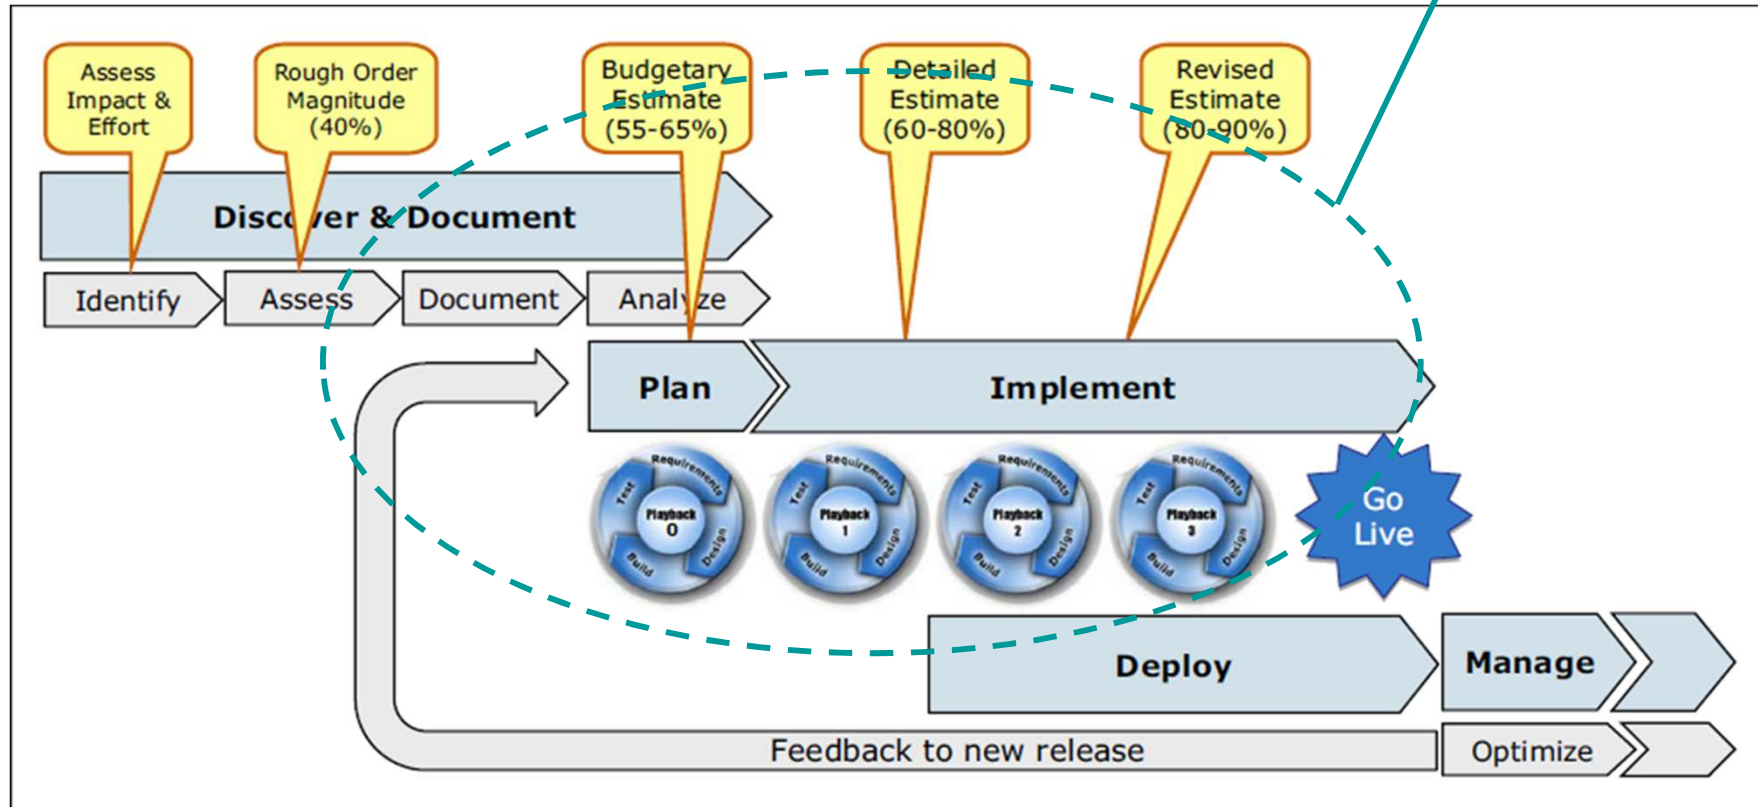 Assess
Impact &
Effort
Rough Order
Magnitude
(40%)
Budgetary
Estimate
(55-65%)
Detailed
Estimate
(60-80%)
Revised
Estimate
(80-90%)
Discover & Document
Identify
Assess
Document
Analyze
Plan
Implement
Requirements
Test
Playback
0
Design
Build
Requirements
Test
Playback
1
Design
Build
Requirements
Test
Playback
2
Design
Build
Requirements
Test
Playback
3
Design
Build
Go
Live
Deploy
Manage
Feedback to new release
Optimize